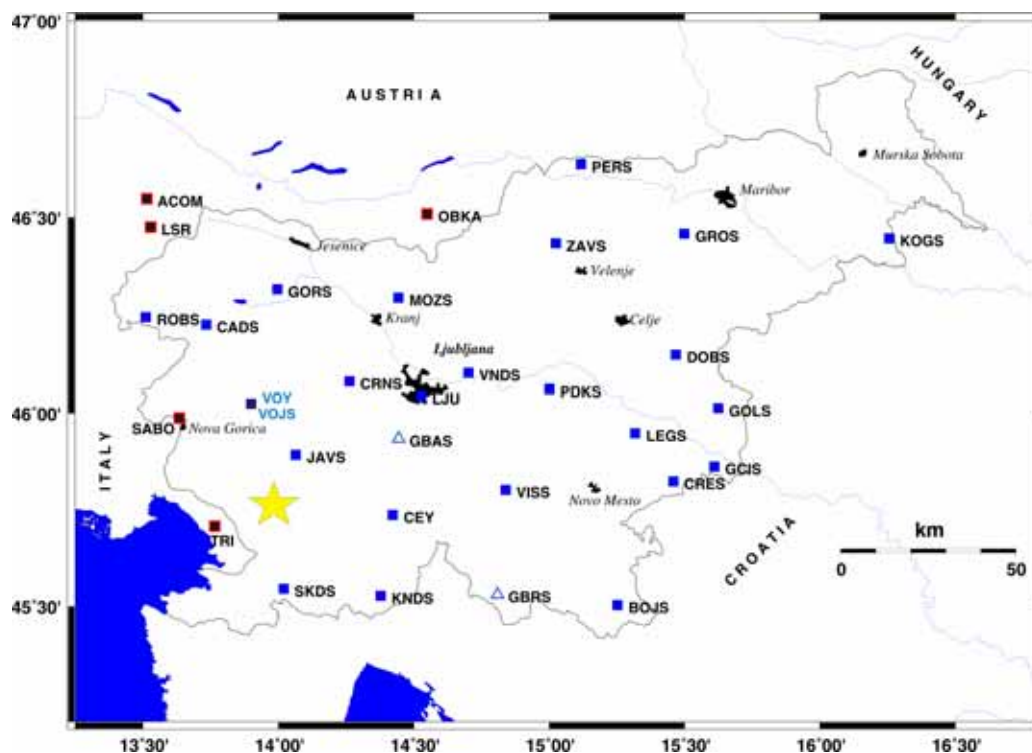 47˚00'
HUNGARY
AUSTRIA
Murska Sobota
PERS
Maribor
ACOM
46˚30'
OBKA
LSR
GROS
KOGS
Jesenice
ZAVS
Velenje
GORS
MOZS
ROBS
CADS
Kranj
Celje
Ljubljana
DOBS
CRNS
VNDS
PDKS
LJU
VOY
VOJS
46˚00'
GOLS
SABO
Nova Gorica
GBAS
LEGS
ITALY
JAVS
GCIS
CRES
VISS
Novo Mesto
CEY
TRI
CROATIA
km
0
50
SKDS
KNDS
GBRS
BOJS
45˚30'
13˚30'
14˚00'
14˚30'
15˚00'
15˚30'
16˚00'
16˚30'